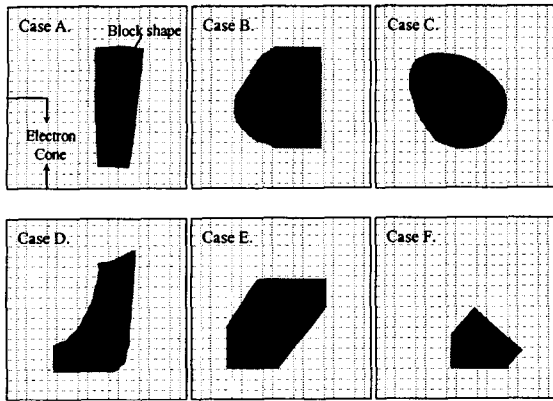 Case A.
Block shape
Electron
Cone
Case B.
Case C.
Case D.
Case E.
Case F.